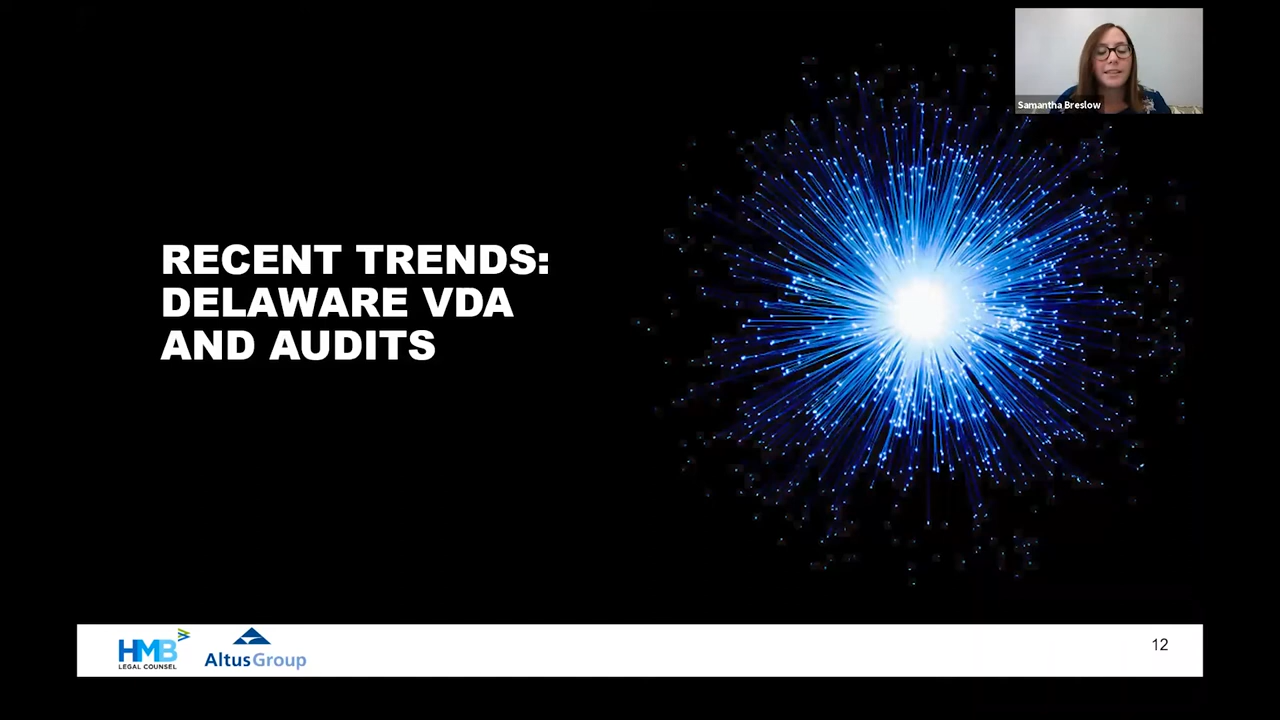 Samantha Breslow
RECENT TRENDS:
DELAWARE VDA
AND AUDITS
HMB
LEGAL COUNSEL
AltusGroup
12